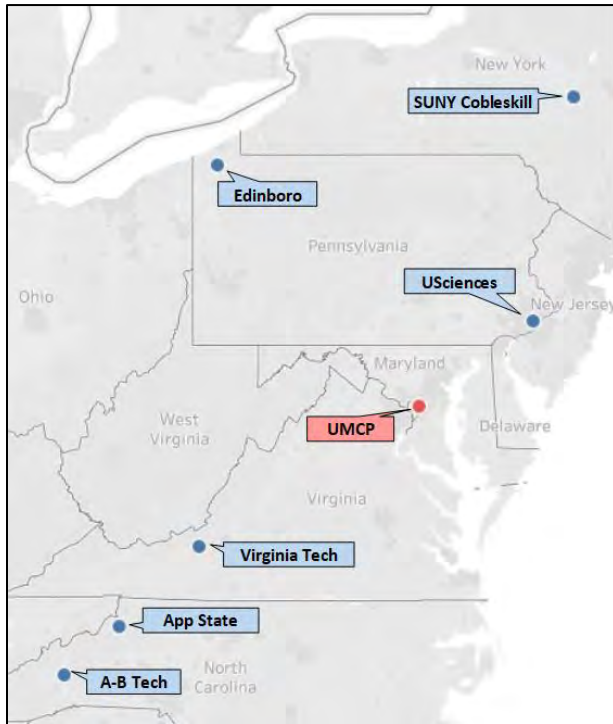 New York
SUNY Cobleskill
Edinboro
Pennsylvania
USciences
Ohio
New Jersey
Maryland
West
Virginia
UMCP
Delaware
Virginia
Virginia Tech
App State
A-B Tech
North
Carolina